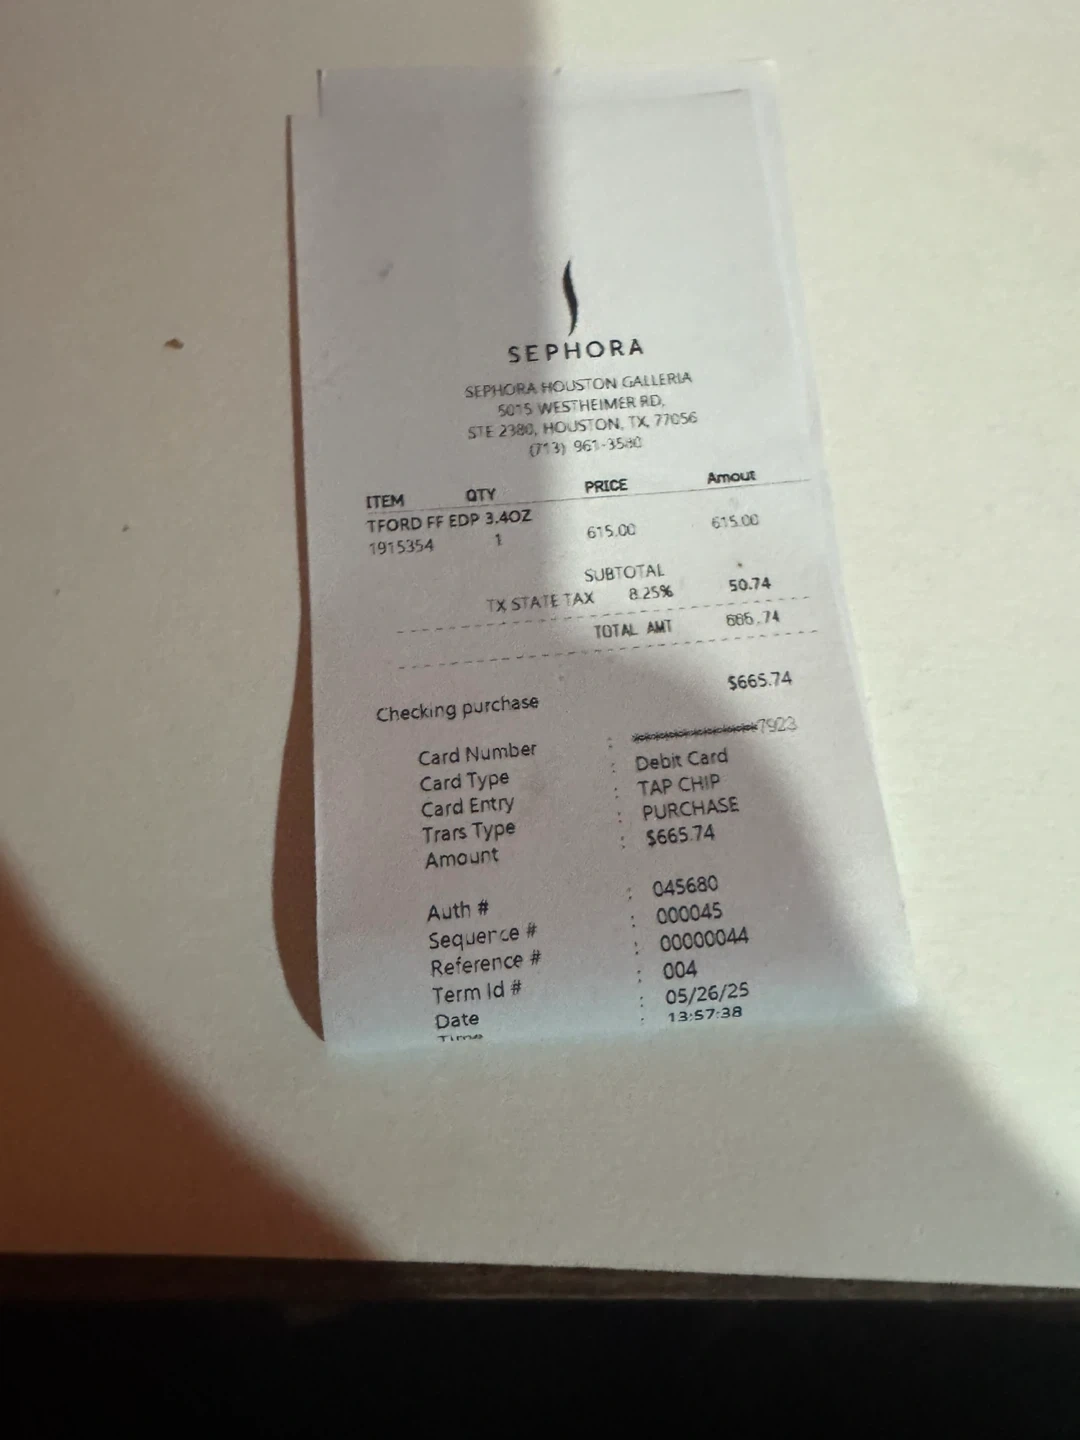 SEPHORA
SEPHORA HOUSTON GALLERIA
5015 WESTHEIMER RD,
STE 2380, HOUSTON, TX, 77056
(713) 961-3580
ITEM QTY PRICE Amout
TFORD FF EDP 3.4OZ
1915354 1 615.00 615.00
SUBTOTAL
TX STATE TAX 8.25% 50.74
TOTAL AMT 665.74
Checking purchase $665.74
Card Number : ****************7923
Card Type : Debit Card
Card Entry : TAP CHIP
Trars Type : PURCHASE
Amount : $665.74
Auth # : 045680
Sequence # : 000045
Reference # : 00000044
Term Id # : 004
Date : 05/26/25
Time : 13:57:38